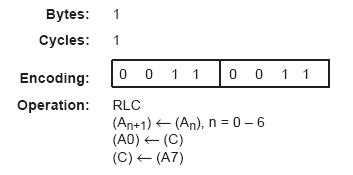 Bytes: 1
Cycles: 1
Encoding: 0 0 1 1 0 0 1 1
Operation: RLC
(An+1) ← (An), n = 0 – 6
(A0) ← (C)
(C) ← (A7)